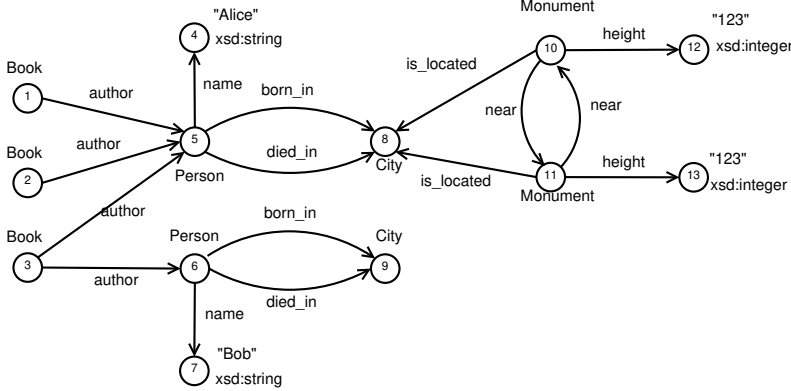 Monument
"Alice"
"123"
4
xsd:string
height
10
12
xsd:integer
Book
is_located
author
name
born_in
1
near
near
Book
author
5
8
died_in
City
2
Person
"123"
is_located
11
height
13
xsd:integer
Monument
author
born_in
Book
Person
City
3
author
6
9
died_in
name
"Bob"
7
xsd:string